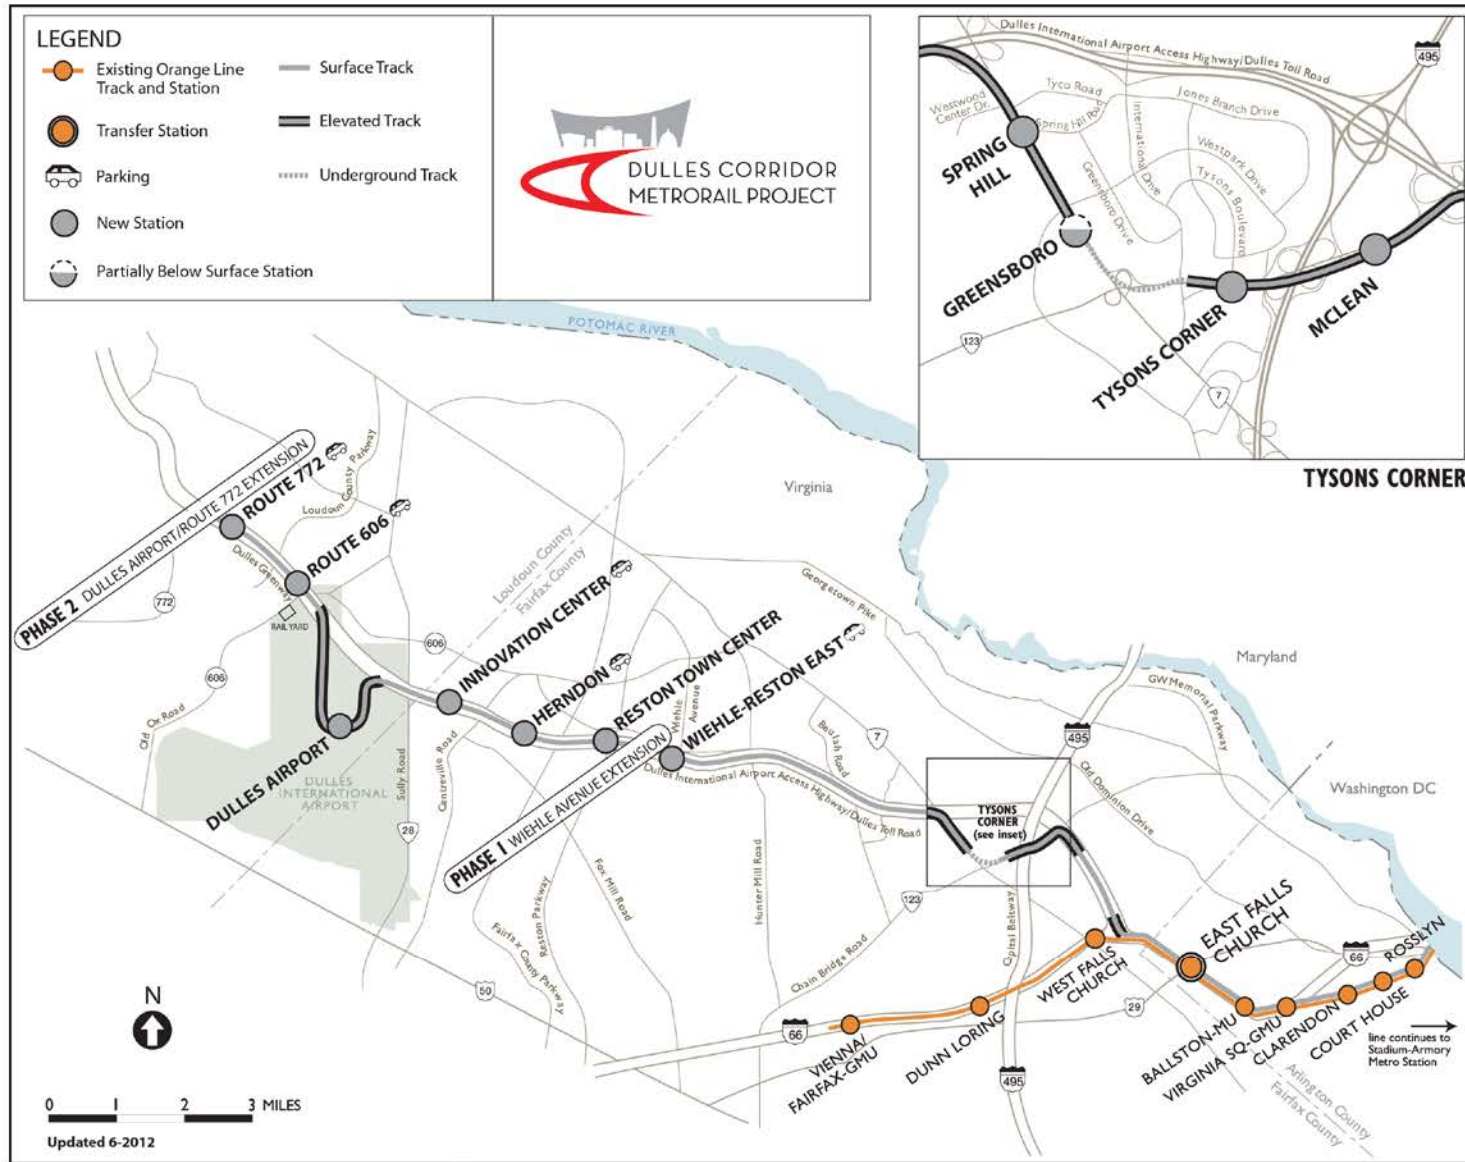 LEGEND
Existing Orange Line
Track and Station
Transfer Station
Parking
New Station
Partially Below Surface Station
Surface Track
Elevated Track
Underground Track
DULLES CORRIDOR
METRORAIL PROJECT
Dulles International Airport Access Highway/Dulles Toll Road
495
Westwood
Center Dr.
Tyco Road
Spring Hill Road
International Drive
Jones Branch Drive
Westpark Drive
Tysons Boulevard
Greensboro Drive
SPRING
HILL
GREENSBORO
TYSONS CORNER
MCLEAN
123
7
TYSONS CORNER
POTOMAC RIVER
Virginia
Maryland
Washington DC
PHASE 2 DULLES AIRPORT/ROUTE 772 EXTENSION
ROUTE 772
Loudoun County Parkway
ROUTE 606
Dulles Greenway
772
RAIL YARD
606
606
Old Ox Road
Loudoun County
Fairfax County
INNOVATION CENTER
HERNDON
RESTON TOWN CENTER
WIEHLE-RESTON EAST
Wiehle
Avenue
DULLES AIRPORT
DULLES
INTERNATIONAL
AIRPORT
Sully Road
28
Centreville Road
PHASE 1 WIEHLE AVENUE EXTENSION
Dulles International Airport Access Highway/Dulles Toll Road
Beulah Road
7
Georgetown Pike
GW Memorial Parkway
495
Old Dominion Drive
TYSONS
CORNER
(see inset)
Fox Mill Road
Reston Parkway
Fairfax County Parkway
Hunter Mill Road
Chain Bridge Road
123
Capital Beltway
50
66
VIENNA/
FAIRFAX-GMU
DUNN LORING
WEST FALLS
CHURCH
29
495
EAST FALLS
CHURCH
BALLSTON-MU
VIRGINIA SQ-GMU
CLARENDON
COURT HOUSE
ROSSLYN
66
line continues to
Stadium-Armory
Metro Station
Arlington County
Fairfax County
N
0 1 2 3 MILES
Updated 6-2012